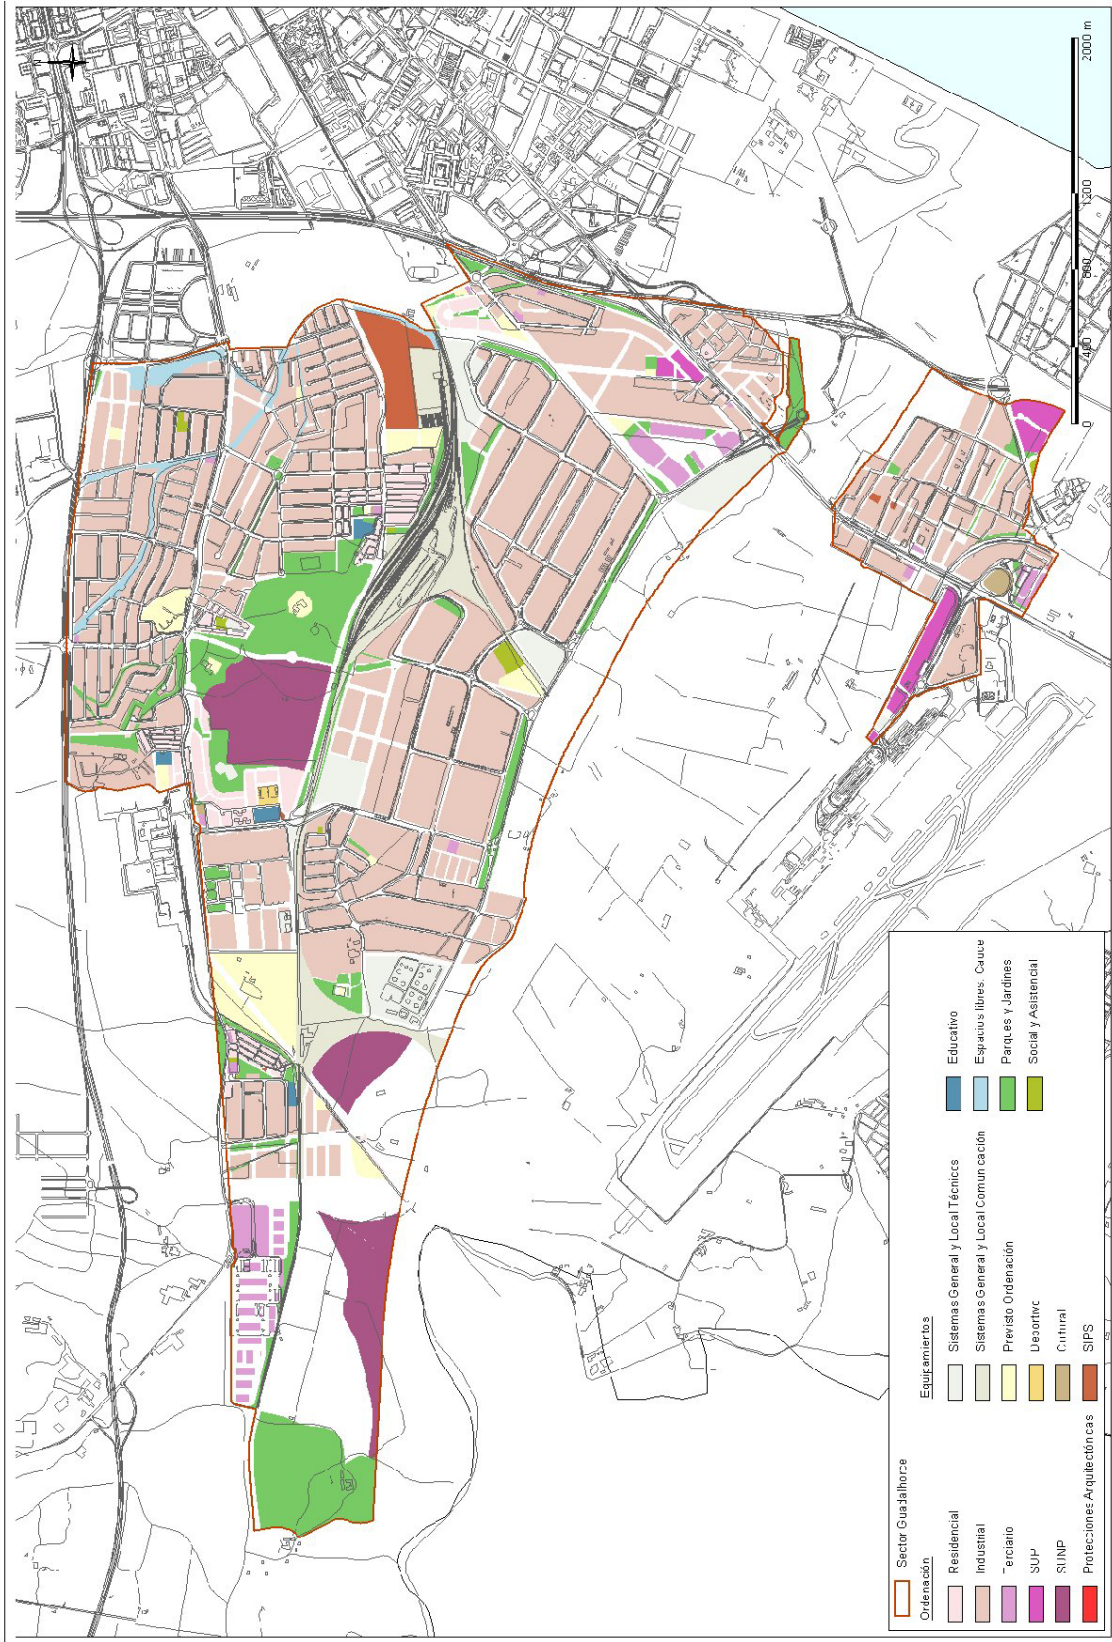 2000 m
1200
800
400
0
Sector Guadalhorce
Ordenación
Residencial
Industrial
Terciario
SUP
SUNP
Protecciones Arquitectónicas
Equipamientos
Sistemas General y Local Técnicos
Sistemas General y Local Comunicación
Previsto Ordenación
Deportivo
Cultural
SIPS
Educativo
Espacios libres. Cauce
Parques y Jardines
Social y Asistencial